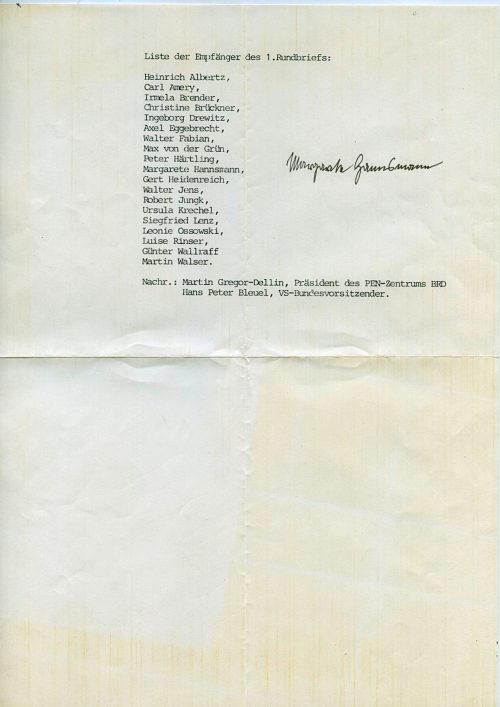 Liste der Empfänger des 1.Rundbriefs:
Heinrich Albertz,
Carl Amery,
Irmela Brender,
Christine Brückner,
Ingeborg Drewitz,
Axel Eggebrecht,
Walter Fabian,
Max von der Grün,
Peter Härtling,
Margarete Hannsmann,
Gert Heidenreich,
Walter Jens,
Robert Jungk,
Ursula Krechel,
Siegfried Lenz,
Leonie Ossowski,
Luise Rinser,
Günter Wallraff
Martin Walser.
Margarete Hannsmann
Nachr.: Martin Gregor-Dellin, Präsident des PEN-Zentrums BRD
Hans Peter Bleuel, VS-Bundesvorsitzender.